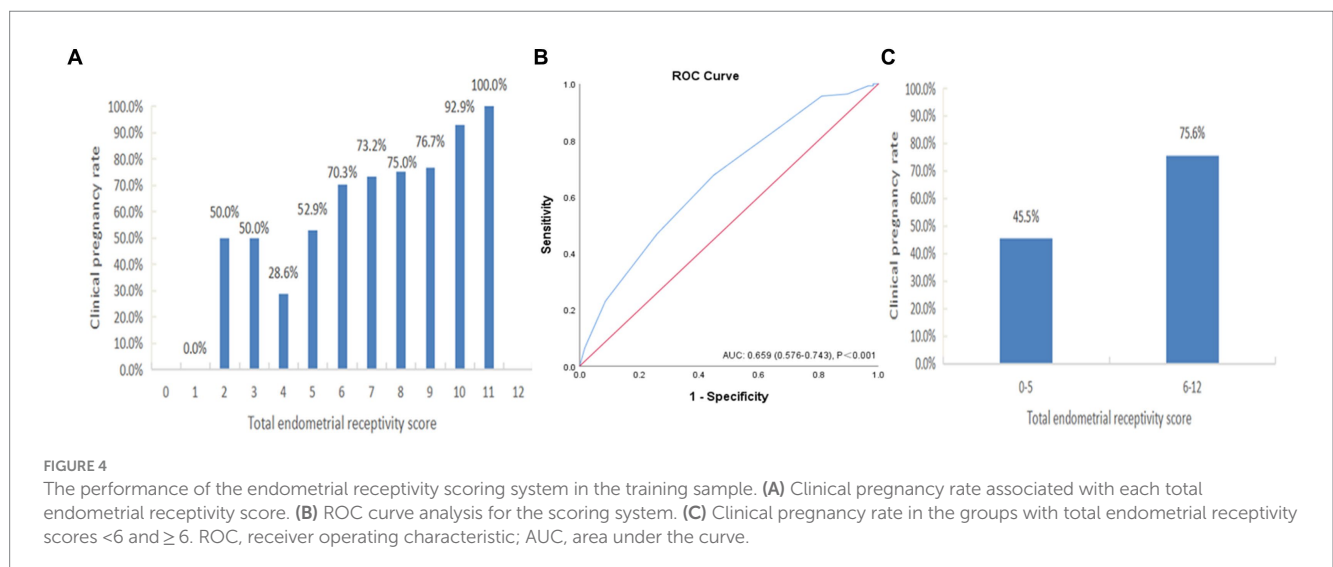 A
100.0%
90.0%
80.0%
70.0%
60.0%
50.0%
40.0%
30.0%
20.0%
10.0%
0.0%
Clinical pregnancy rate
0.0%
50.0%
50.0%
28.6%
52.9%
70.3%
73.2%
75.0%
76.7%
92.9%
100.0%
0 1 2 3 4 5 6 7 8 9 10 11 12
Total endometrial receptivity score
B
ROC Curve
1.0
0.8
0.6
0.4
0.2
0.0
Sensitivity
AUC: 0.659 (0.576-0.743), P<0.001
0.0 0.2 0.4 0.6 0.8 1.0
1 - Specificity
C
100.0%
90.0%
80.0%
70.0%
60.0%
50.0%
40.0%
30.0%
20.0%
10.0%
0.0%
Clinical pregnancy rate
45.5%
75.6%
0-5 6-12
Total endometrial receptivity score
FIGURE 4
The performance of the endometrial receptivity scoring system in the training sample. (A) Clinical pregnancy rate associated with each total
endometrial receptivity score. (B) ROC curve analysis for the scoring system. (C) Clinical pregnancy rate in the groups with total endometrial receptivity
scores <6 and ≥ 6. ROC, receiver operating characteristic; AUC, area under the curve.